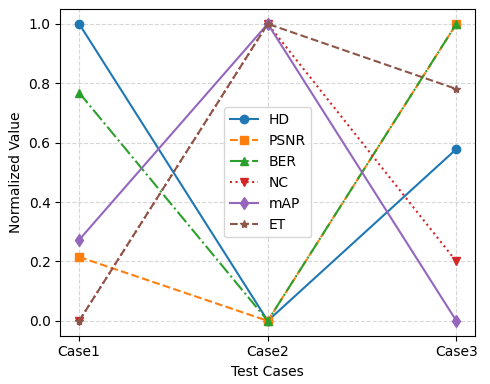 Normalized Value
1.0
0.8
0.6
0.4
0.2
0.0
HD
PSNR
BER
NC
mAP
ET
Case1
Case2
Case3
Test Cases